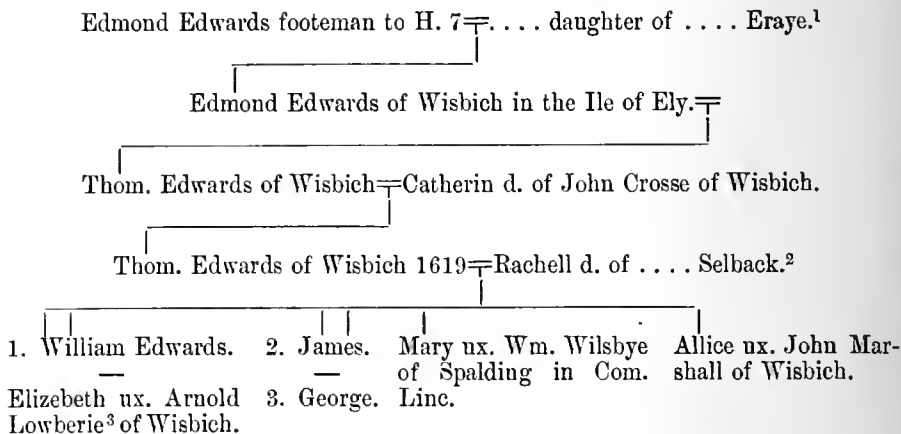 Edmond Edwards footeman to H. 7=. . . . daughter of . . . . Eraye.¹
Edmond Edwards of Wisbich in the Ile of Ely.=
Thom. Edwards of Wisbich=Catherin d. of John Crosse of Wisbich.
Thom. Edwards of Wisbich 1619=Rachell d. of . . . . Selback.²
1. William Edwards. 2. James. Mary ux. Wm. Wilsbye Allice ux. John Mar-
— — of Spalding in Com. shall of Wisbich.
Elizebeth ux. Arnold 3. George. Linc.
Lowberie³ of Wisbich.